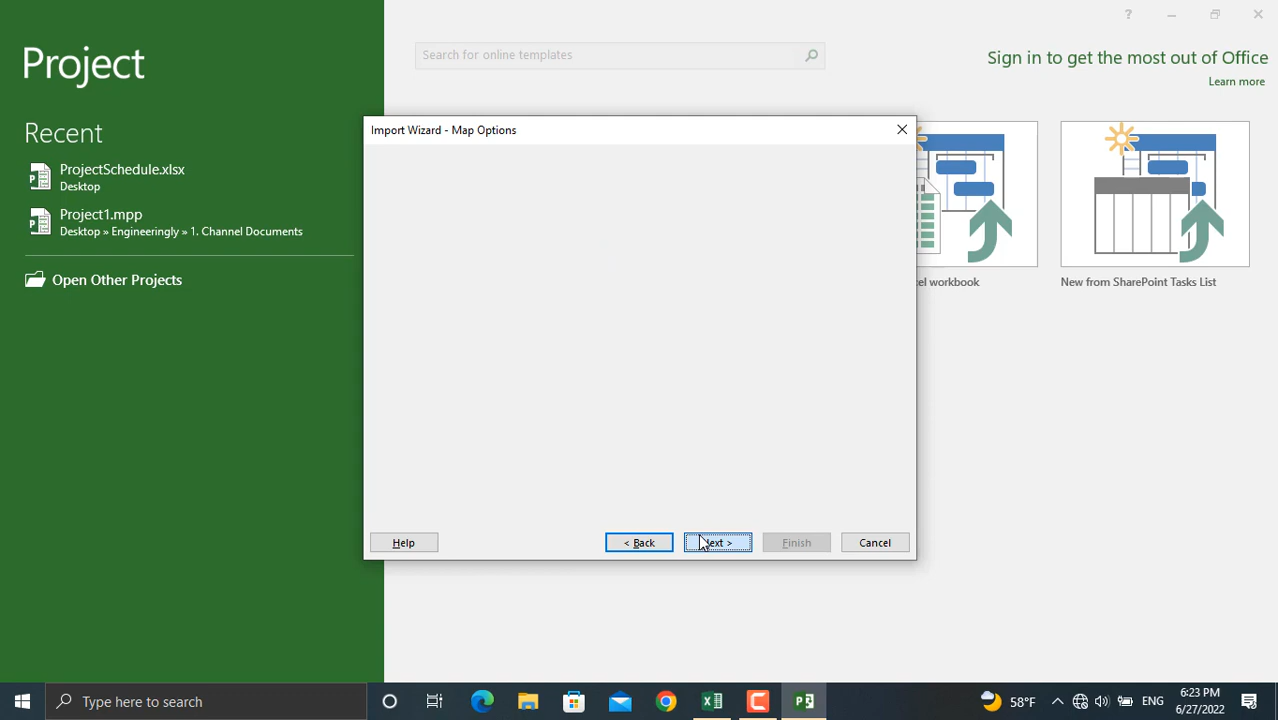 Project
Search for online templates
?
Sign in to get the most out of Office
Learn more
Recent
ProjectSchedule.xlsx
Desktop
Project1.mpp
Desktop » Engineeringly » 1. Channel Documents
Open Other Projects
Import Wizard - Map Options
Help
< Back
Next >
Finish
Cancel
workbook
New from SharePoint Tasks List
Type here to search
58°F
ENG
6:23 PM
6/27/2022